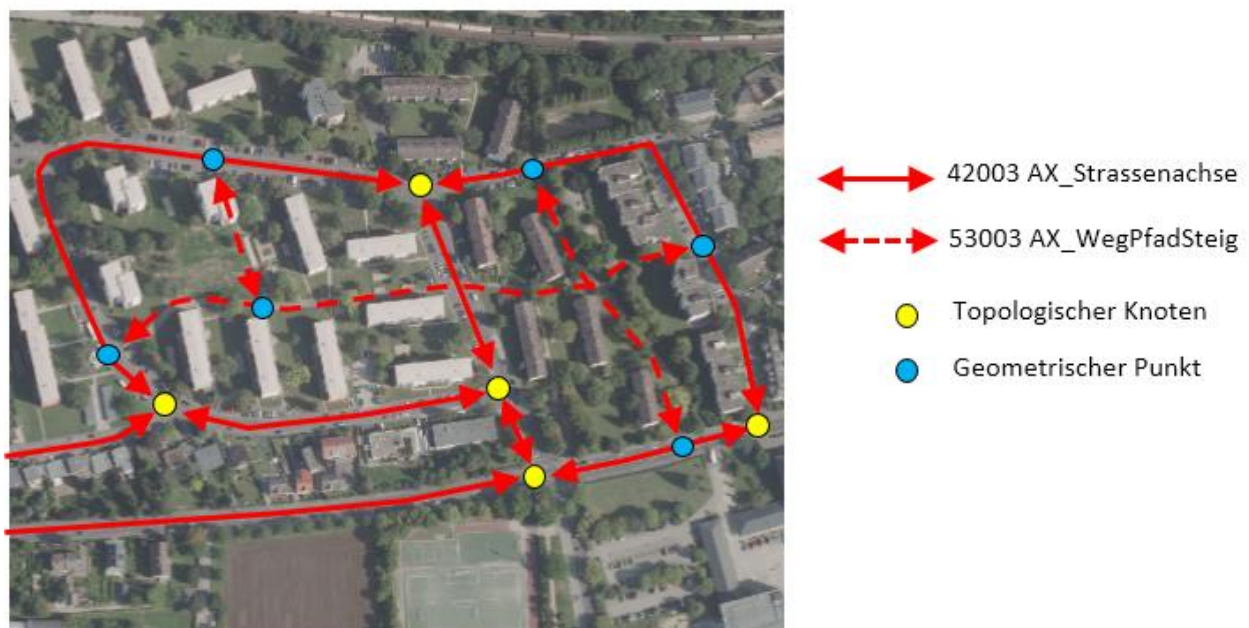 42003 AX_Strassenachse
53003 AX_WegPfadSteig
Topologischer Knoten
Geometrischer Punkt